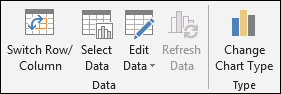 Switch Row/
Column
Select
Data
Edit
Data
Refresh
Data
Change
Chart Type
Data
Type